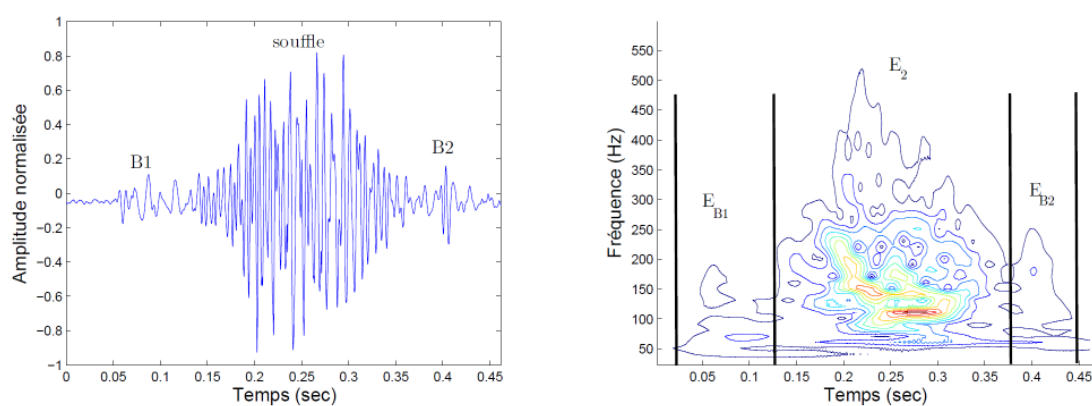 Amplitude normalisée
1
0.8
0.6
0.4
0.2
0
−0.2
−0.4
−0.6
−0.8
−1
souffle
B1
B2
0 0.05 0.1 0.15 0.2 0.25 0.3 0.35 0.4 0.45
Temps (sec)
Fréquence (Hz)
550
500
450
400
350
300
250
200
150
100
50
E2
EB1
EB2
0.05 0.1 0.15 0.2 0.25 0.3 0.35 0.4 0.45
Temps (sec)